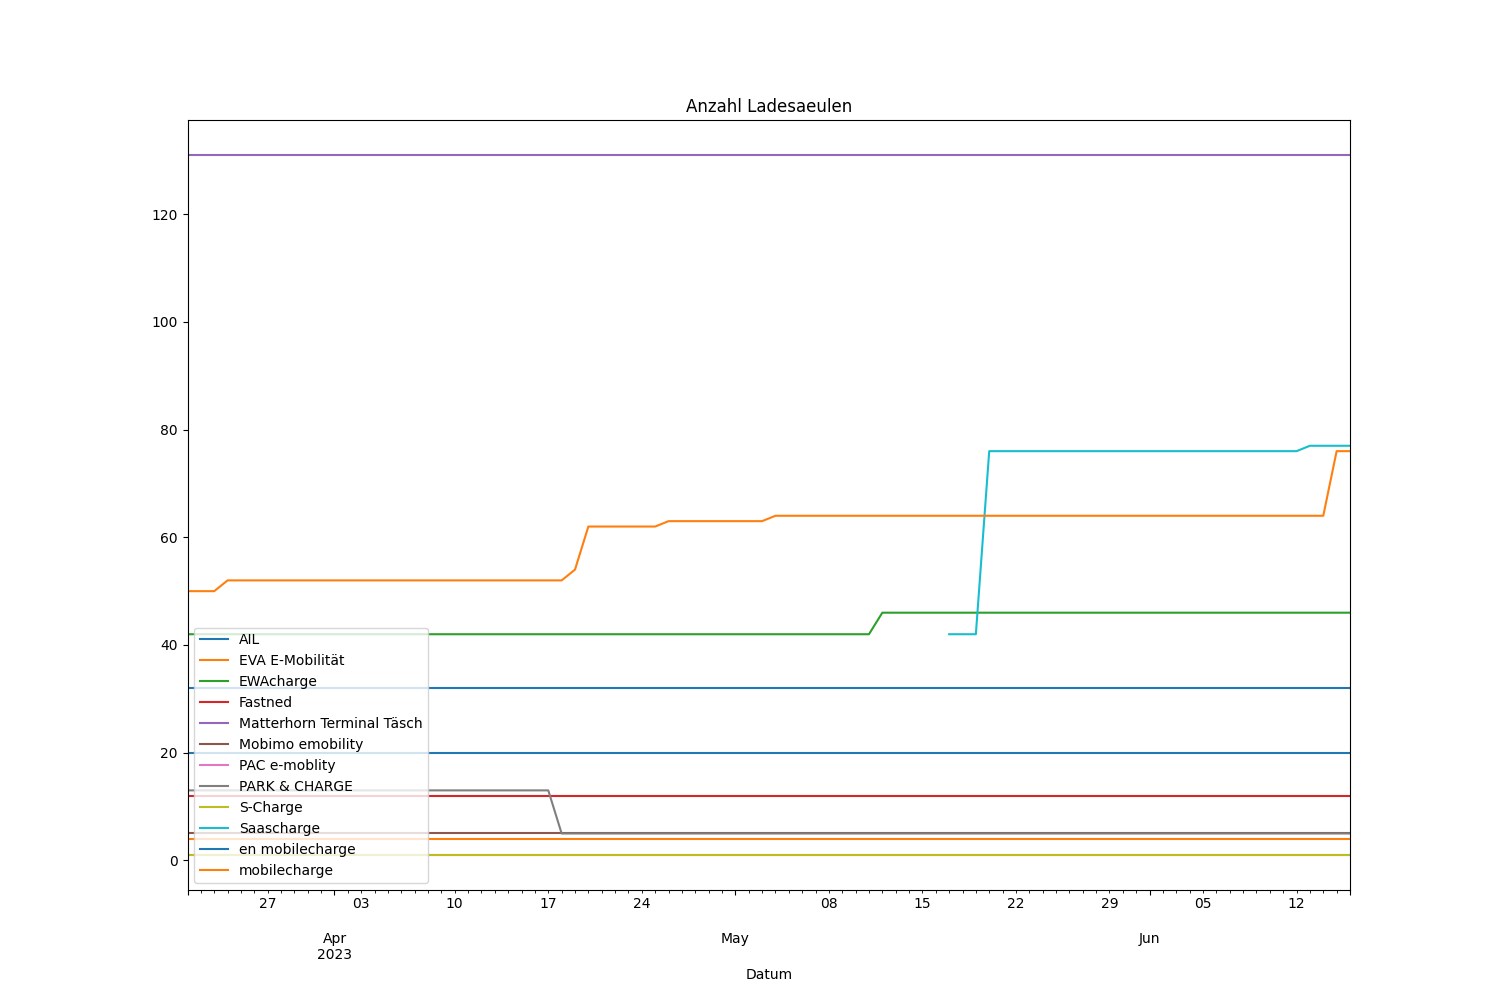 Anzahl Ladesaeulen
120
100
80
60
40
20
0
AIL
EVA E-Mobilität
EWAcharge
Fastned
Matterhorn Terminal Täsch
Mobimo emobility
PAC e-moblity
PARK & CHARGE
S-Charge
Saascharge
en mobilecharge
mobilecharge
27 03 10 17 24 08 15 22 29 05 12
Apr May Jun
2023
Datum